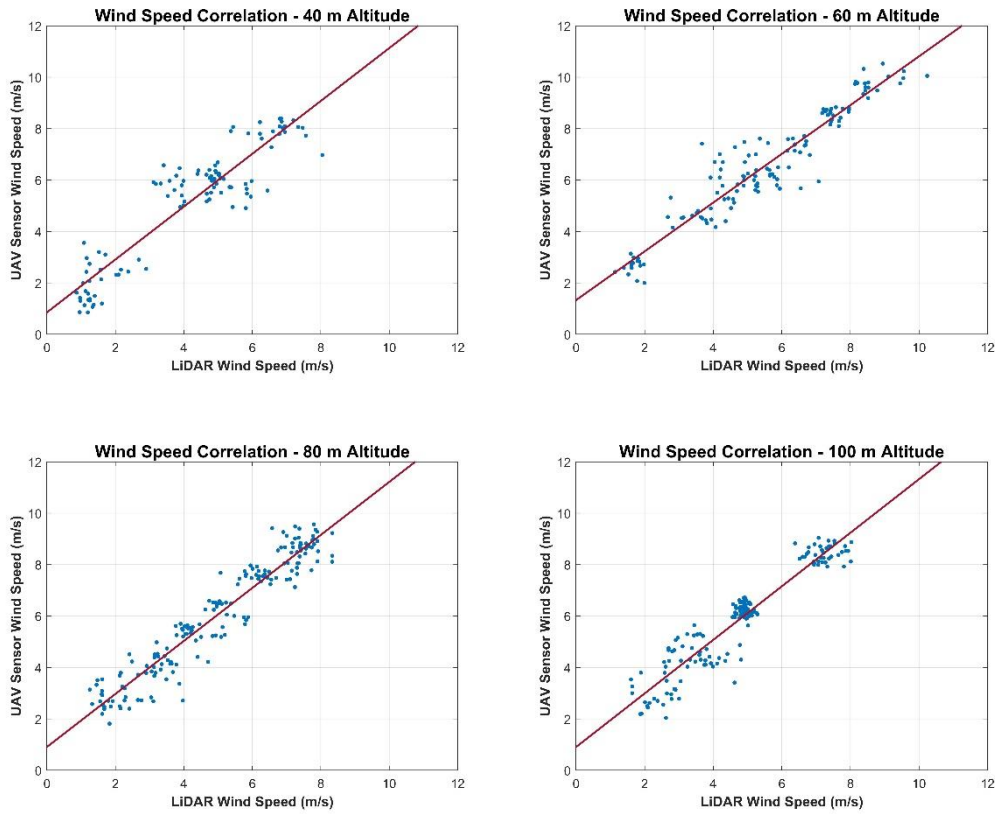 Wind Speed Correlation - 40 m Altitude
12
10
8
6
4
2
0
UAV Sensor Wind Speed (m/s)
0 2 4 6 8 10 12
LiDAR Wind Speed (m/s)
Wind Speed Correlation - 60 m Altitude
12
10
8
6
4
2
0
UAV Sensor Wind Speed (m/s)
0 2 4 6 8 10 12
LiDAR Wind Speed (m/s)
Wind Speed Correlation - 80 m Altitude
12
10
8
6
4
2
0
UAV Sensor Wind Speed (m/s)
0 2 4 6 8 10 12
LiDAR Wind Speed (m/s)
Wind Speed Correlation - 100 m Altitude
12
10
8
6
4
2
0
UAV Sensor Wind Speed (m/s)
0 2 4 6 8 10 12
LiDAR Wind Speed (m/s)